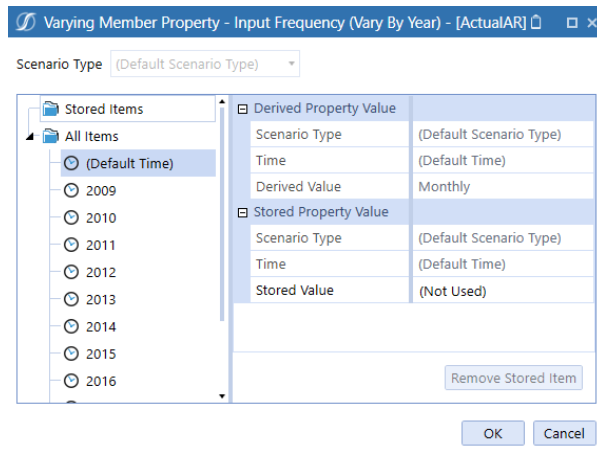 Varying Member Property - Input Frequency (Vary By Year) - [ActualAR]
Scenario Type (Default Scenario Type)
Stored Items
All Items
(Default Time)
2009
2010
2011
2012
2013
2014
2015
2016
Derived Property Value
Scenario Type (Default Scenario Type)
Time (Default Time)
Derived Value Monthly
Stored Property Value
Scenario Type (Default Scenario Type)
Time (Default Time)
Stored Value (Not Used)
Remove Stored Item
OK Cancel